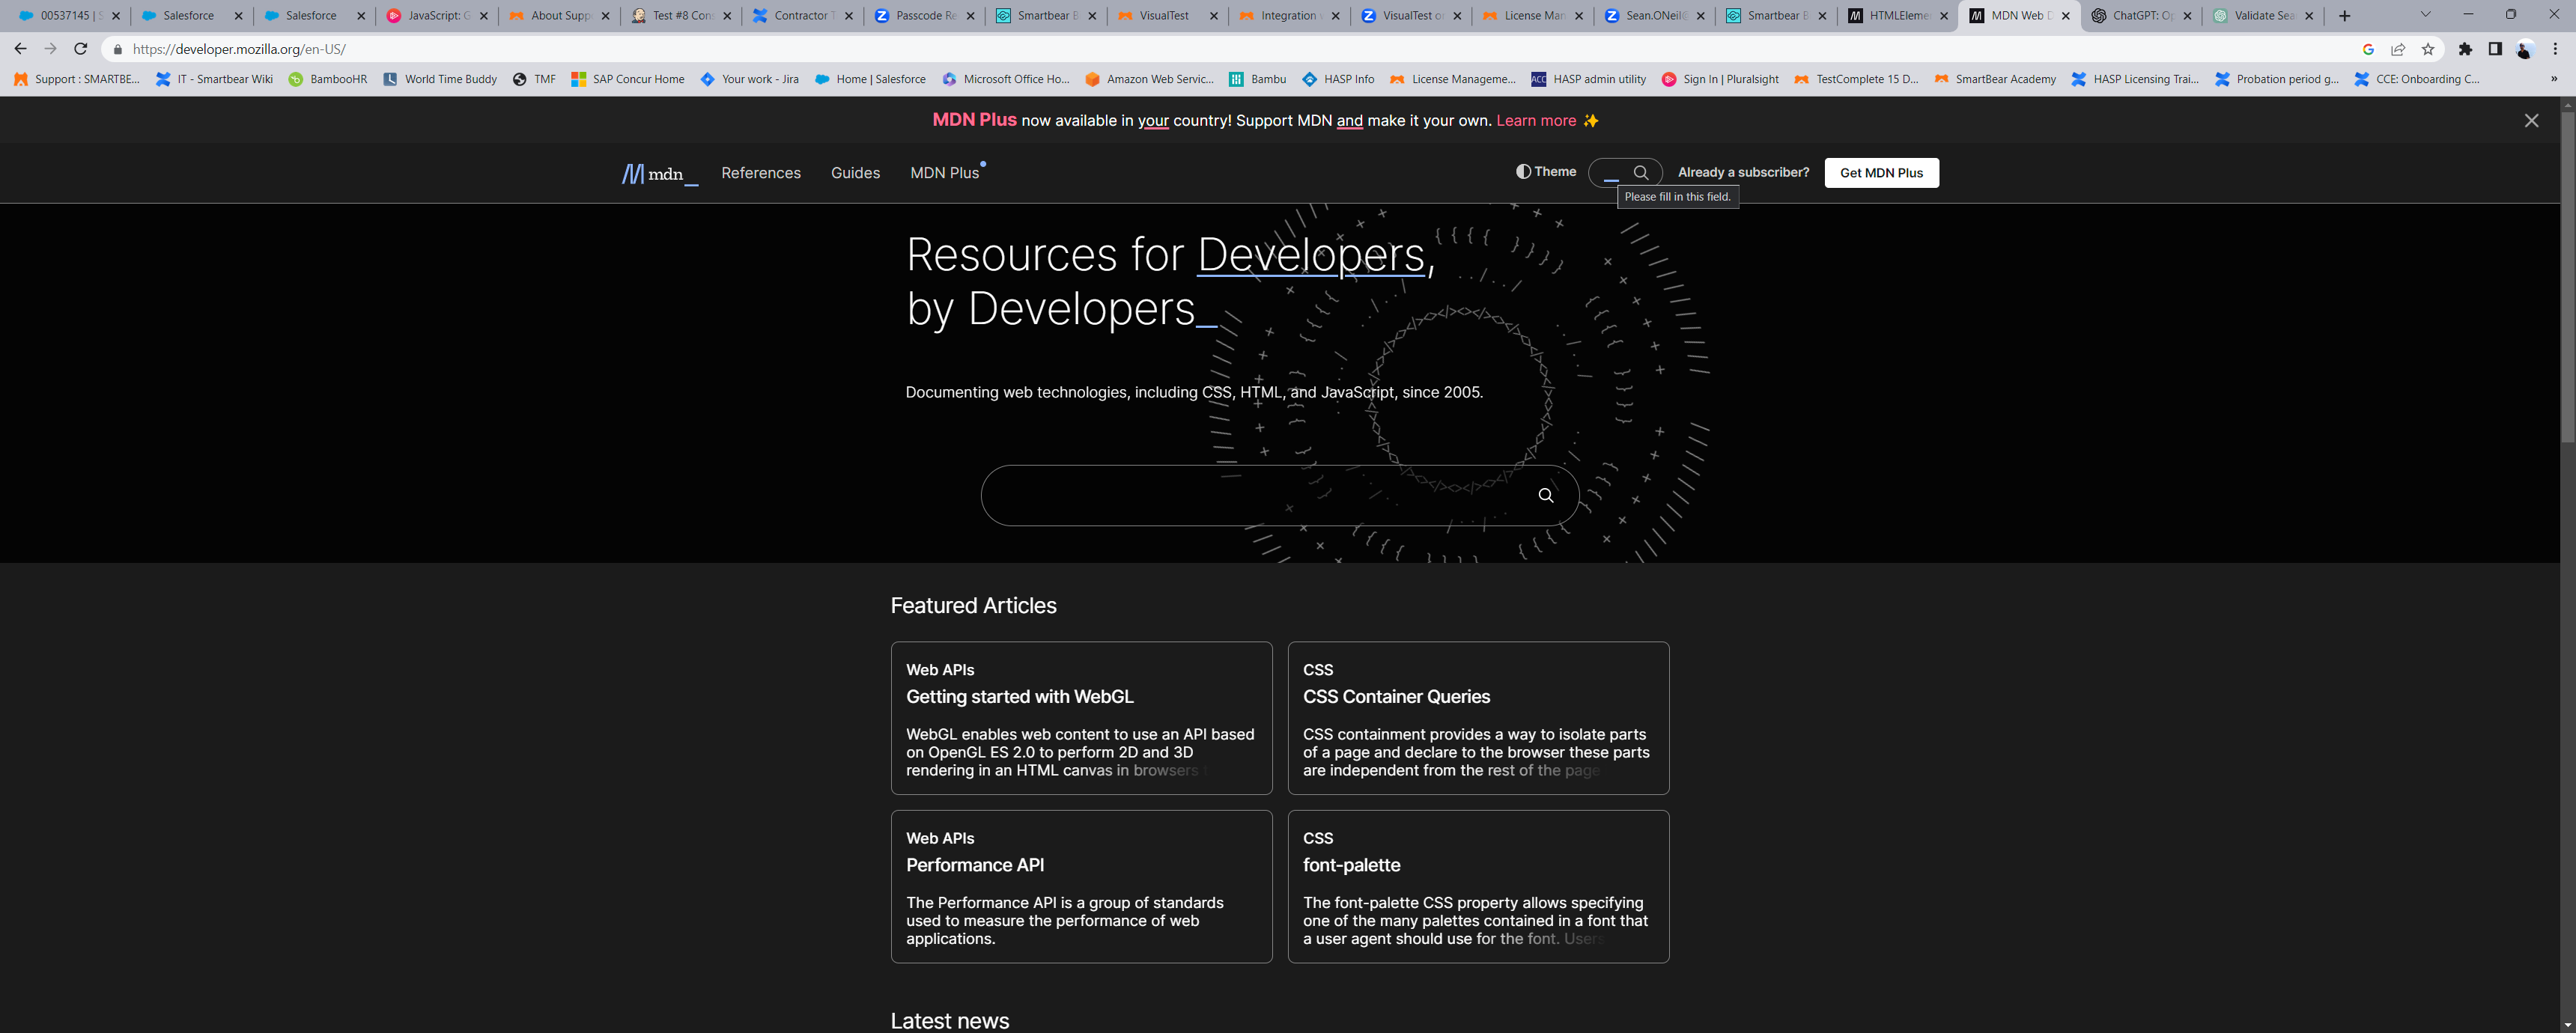 00537145 | S
Salesforce
Salesforce
JavaScript: G
About Supp
Test #8 Cons
Contractor T
Passcode Re
Smartbear B
VisualTest
Integration v
VisualTest o
License Man
Sean.ONeil@
Smartbear B
HTMLEleme
MDN Web D
ChatGPT: Op
Validate Sea
https://developer.mozilla.org/en-US/
Support : SMARTBE...
IT - Smartbear Wiki
BambooHR
World Time Buddy
TMF
SAP Concur Home
Your work - Jira
Home | Salesforce
Microsoft Office Ho...
Amazon Web Servic...
Bambu
HASP Info
License Manageme...
ACC HASP admin utility
Sign In | Pluralsight
TestComplete 15 D...
SmartBear Academy
HASP Licensing Trai...
Probation period g...
CCE: Onboarding C...
»
MDN Plus now available in your country! Support MDN and make it your own. Learn more ✨
mdn_
References
Guides
MDN Plus
Theme
Already a subscriber?
Get MDN Plus
Please fill in this field.
Resources for Developers,
by Developers_
Documenting web technologies, including CSS, HTML, and JavaScript, since 2005.
Featured Articles
Web APIs
Getting started with WebGL
WebGL enables web content to use an API based
on OpenGL ES 2.0 to perform 2D and 3D
rendering in an HTML canvas in browsers
CSS
CSS Container Queries
CSS containment provides a way to isolate parts
of a page and declare to the browser these parts
are independent from the rest of the page
Web APIs
Performance API
The Performance API is a group of standards
used to measure the performance of web
applications.
CSS
font-palette
The font-palette CSS property allows specifying
one of the many palettes contained in a font that
a user agent should use for the font. Users
Latest news